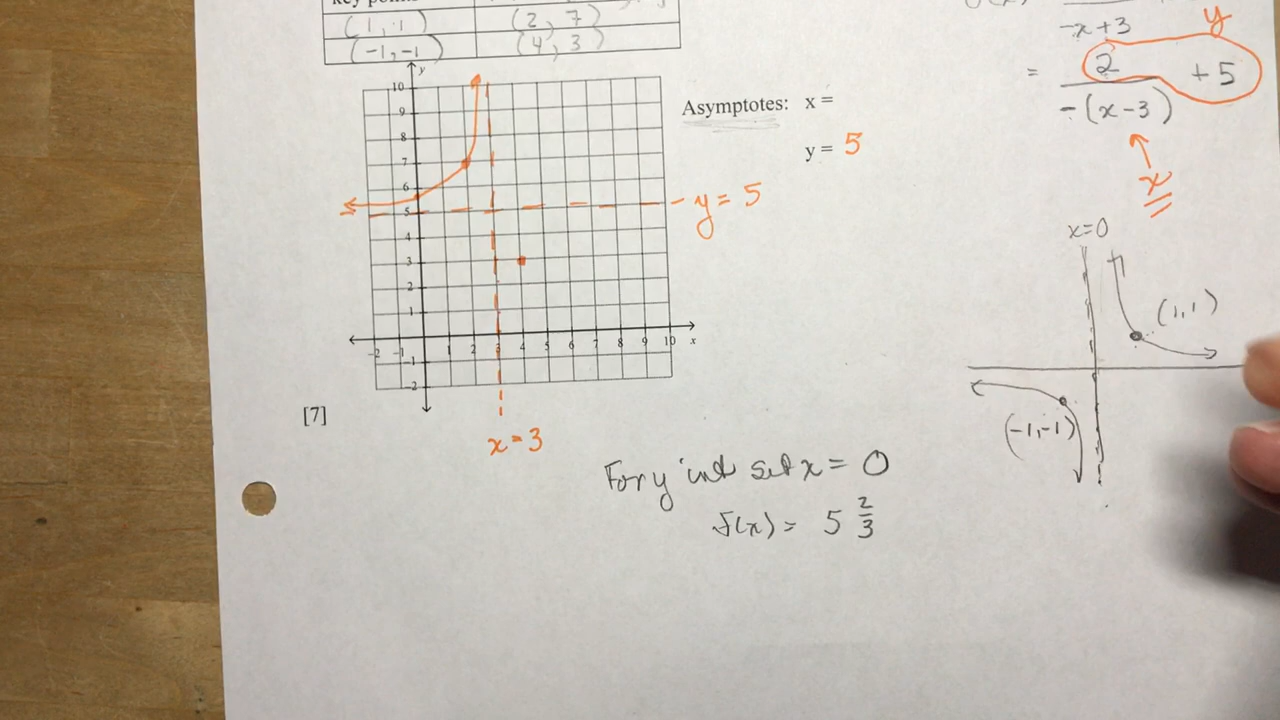 key points
(1, 1) (2, 7)
(-1,-1) (4, 3)
-x+3
y
= 2 +5
-(x-3)
x
y
10
9
8
7
6
5
4
3
2
1
-2 -1 1 2 3 4 5 6 7 8 9 10 x
-1
-2
Asymptotes: x =
y = 5
y = 5
x = 3
[7]
x=0
(1,1)
(-1,-1)
For y int set x = 0
f(x) = 5 2/3